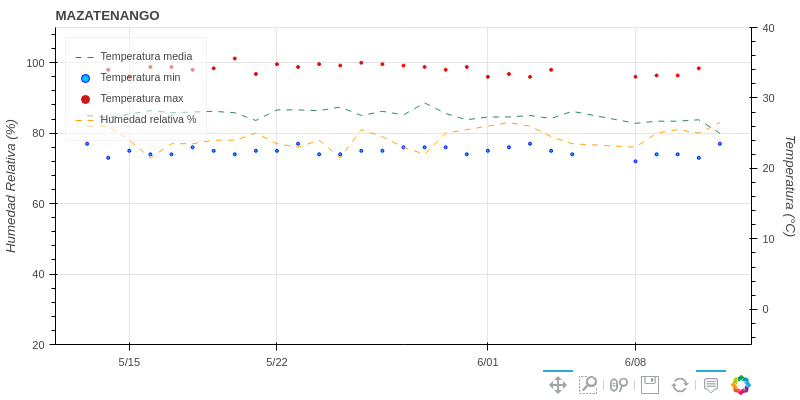 MAZATENANGO
Temperatura media
Temperatura min
Temperatura max
Humedad relativa %
Humedad Relativa (%)
100
80
60
40
20
Temperatura (°C)
40
30
20
10
0
5/15
5/22
6/01
6/08